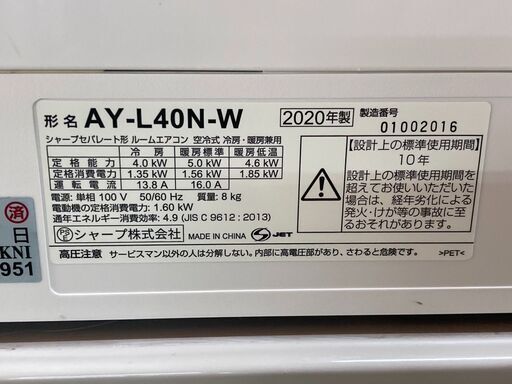 形名 AY-L40N-W 2020年製 製造番号 01002016
シャープセパレート形 ルームエアコン 空冷式 冷房・暖房兼用
冷房 暖房標準 暖房低温
定格能力 4.0 kW 5.0 kW 4.6 kW
定格消費電力 1.35 kW 1.56 kW 1.85 kW
運転電流 13.8 A 16.0 A
電源:単相 100 V 50/60 Hz 質量:8 kg
電動機の定格消費電力:1.60 kW
通年エネルギー消費効率:4.9 (JIS C 9612 : 2013)
PSE シャープ株式会社 MADE IN CHINA JET
【設計上の標準使用期間】
10年
設計上の標準使用期間を
超えてお使いいただいた
場合は、経年劣化による
発火・けが等の事故に至
るおそれがあります。
高圧注意 サービスマン以外の人は分解しない。内部に高電圧部があり、さわると危険です。 >PET<
済
日
KNI
951